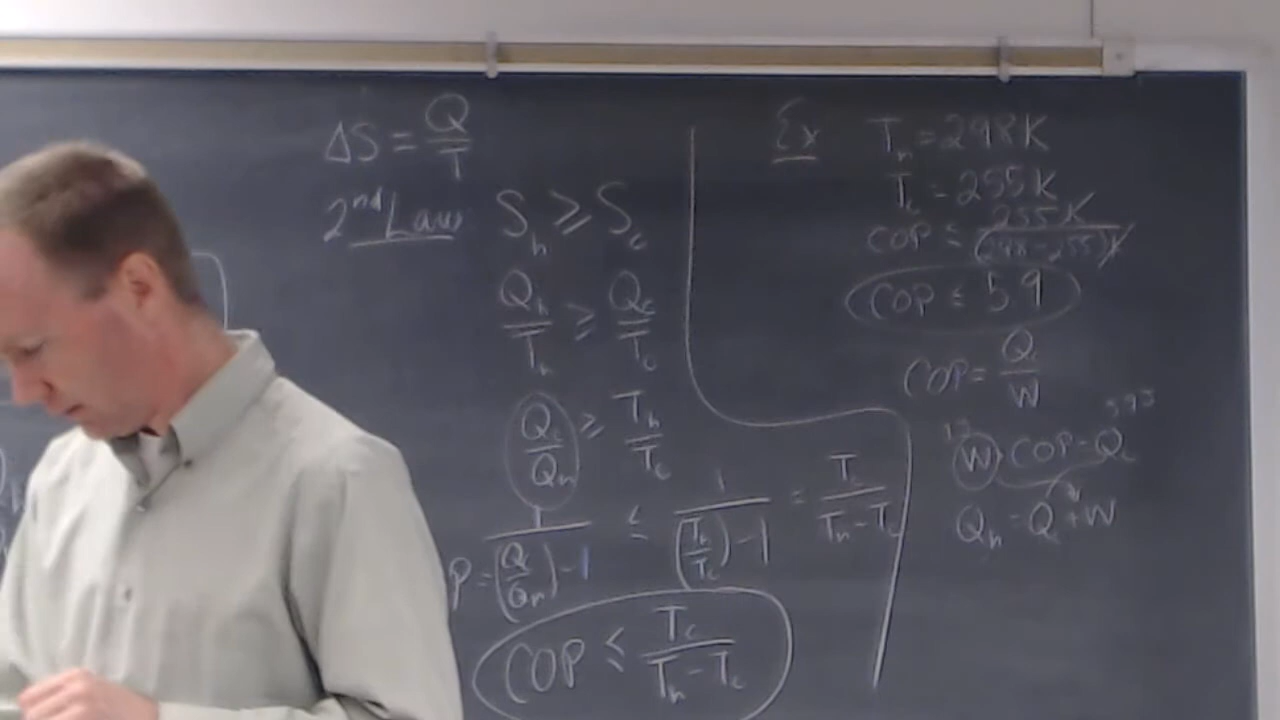 ΔS = Q/T
2nd Law: S_h ≥ S_c
Q_h/T_h ≥ Q_c/T_c
Q_c/Q_h ≥ T_h/T_c
P = 1/((Q_c/Q_h) - 1) ≤ 1/((T_h/T_c) - 1) = T_c/(T_h - T_c)
COP ≤ T_c/(T_h - T_c)
Ex T_h = 298K
T_c = 255K
COP ≤ 255K/(298-255)K
COP ≤ 5.9
COP = Q_c/W
W COP = Q_c
Q_h = Q_c + W